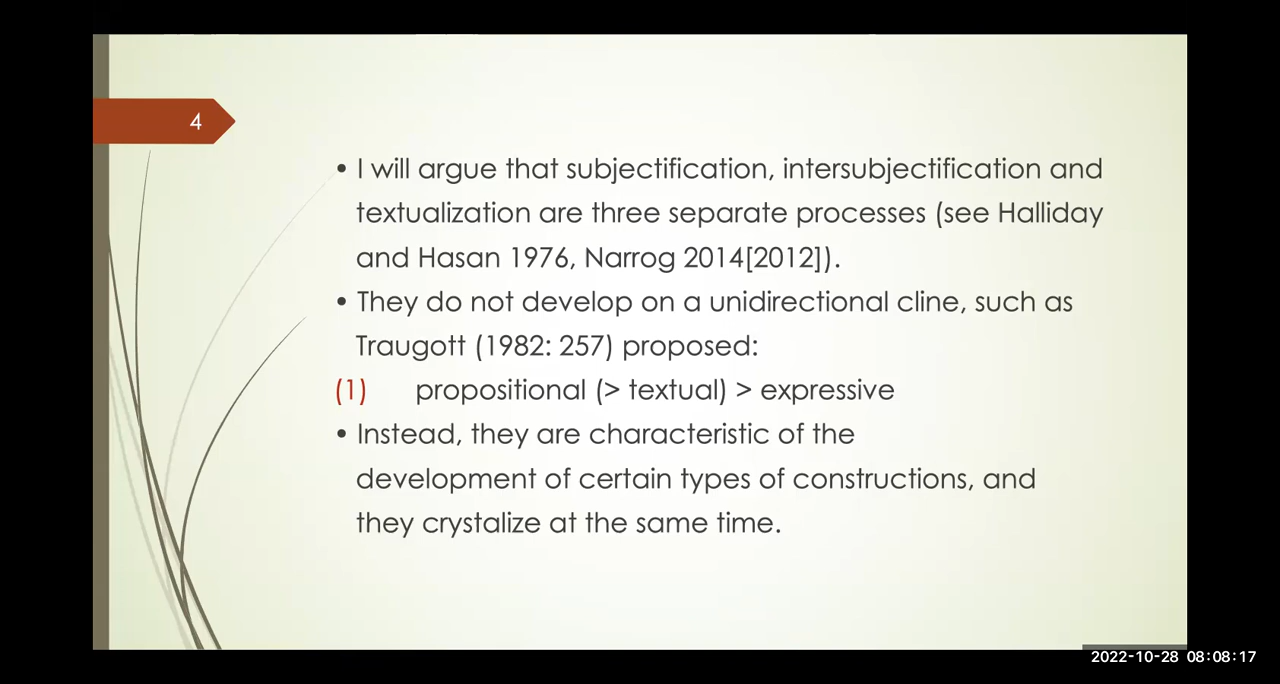 4
• I will argue that subjectification, intersubjectification and
textualization are three separate processes (see Halliday
and Hasan 1976, Narrog 2014[2012]).
• They do not develop on a unidirectional cline, such as
Traugott (1982: 257) proposed:
(1) propositional (> textual) > expressive
• Instead, they are characteristic of the
development of certain types of constructions, and
they crystalize at the same time.
2022-10-28 08:08:17